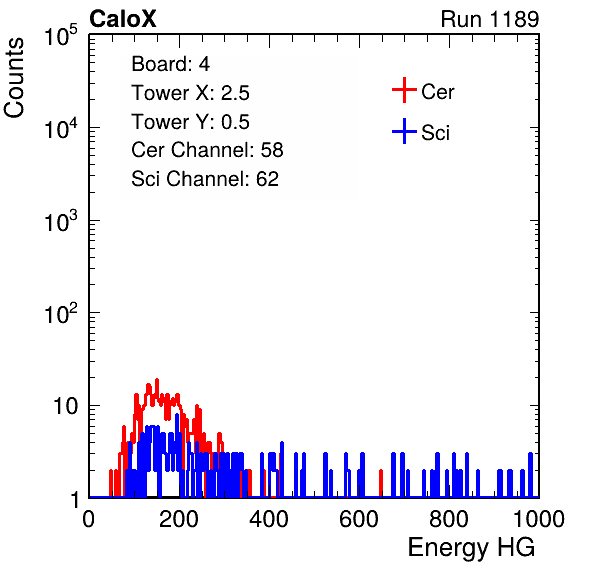 CaloX Run 1189
Counts
10^5
10^4
10^3
10^2
10
1
Board: 4
Tower X: 2.5
Tower Y: 0.5
Cer Channel: 58
Sci Channel: 62
Cer
Sci
0 200 400 600 800 1000
Energy HG